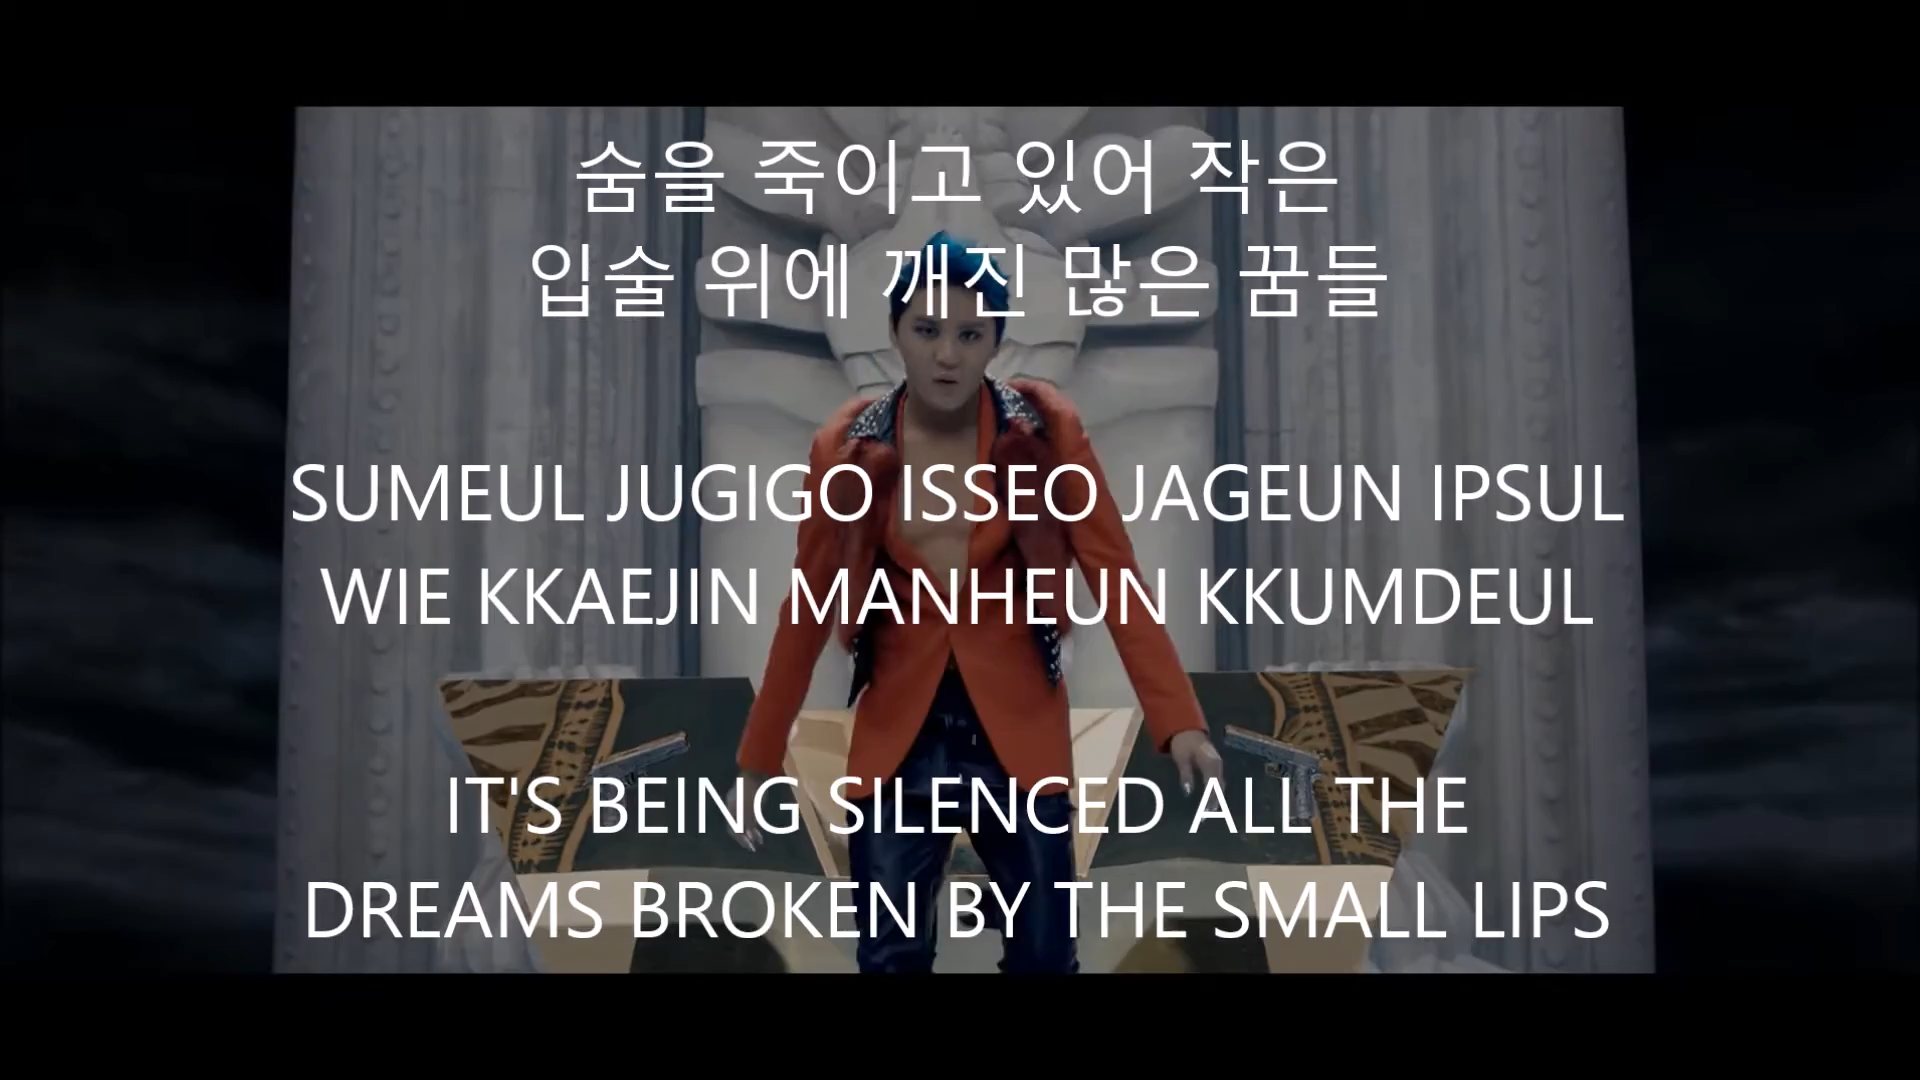 숨을 죽이고 있어 작은
입술 위에 깨진 많은 꿈들
SUMEUL JUGIGO ISSEO JAGEUN IPSUL
WIE KKAEJIN MANHEUN KKUMDEUL
IT'S BEING SILENCED ALL THE
DREAMS BROKEN BY THE SMALL LIPS